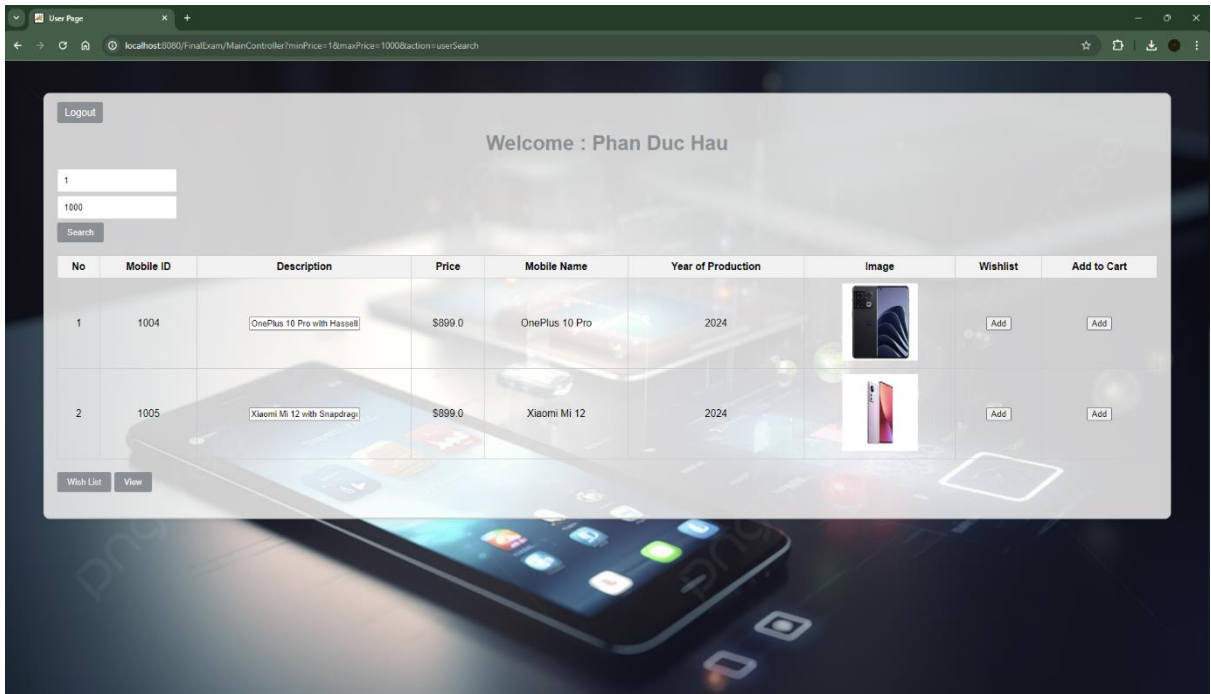 User Page
localhost:8080/FinalExam/MainController?minPrice=1&maxPrice=1000&action=userSearch
Logout
Welcome : Phan Duc Hau
1
1000
Search
No Mobile ID Description Price Mobile Name Year of Production Image Wishlist Add to Cart
1 1004 OnePlus 10 Pro with Hassell $899.0 OnePlus 10 Pro 2024 Add Add
2 1005 Xiaomi Mi 12 with Snapdrag $899.0 Xiaomi Mi 12 2024 Add Add
Wish List View
png